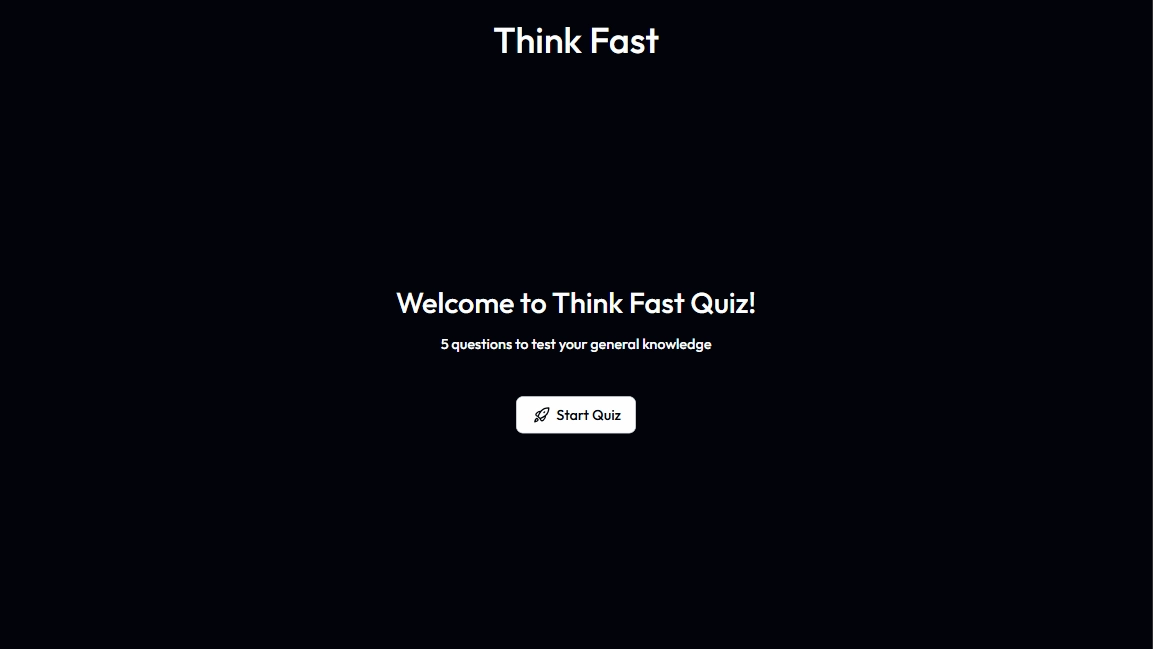 Think Fast
Welcome to Think Fast Quiz!
5 questions to test your general knowledge
Start Quiz